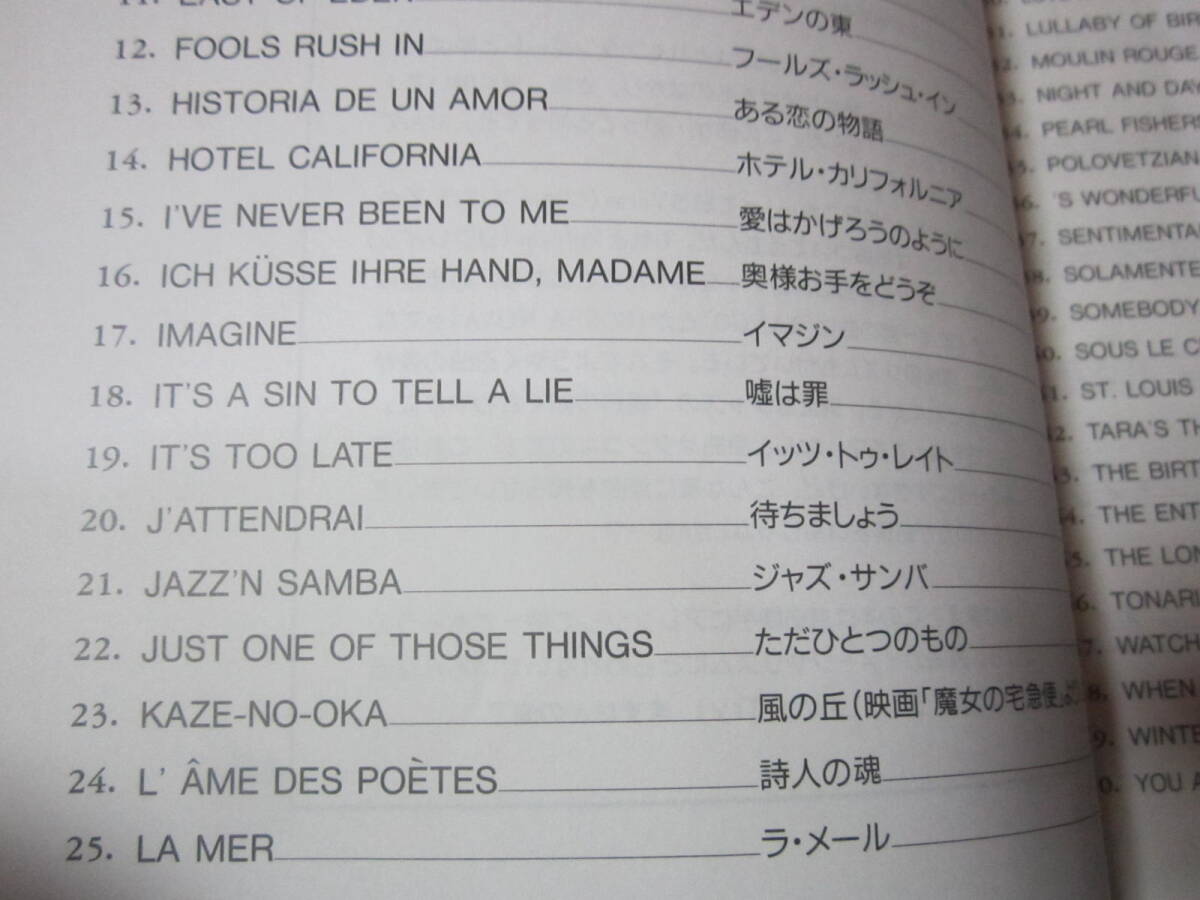 11. EAST OF EDEN エデンの東
12. FOOLS RUSH IN フールズ・ラッシュ・イン
13. HISTORIA DE UN AMOR ある恋の物語
14. HOTEL CALIFORNIA ホテル・カリフォルニア
15. I'VE NEVER BEEN TO ME 愛はかげろうのように
16. ICH KÜSSE IHRE HAND, MADAME 奥様お手をどうぞ
17. IMAGINE イマジン
18. IT'S A SIN TO TELL A LIE 嘘は罪
19. IT'S TOO LATE イッツ・トゥ・レイト
20. J'ATTENDRAI 待ちましょう
21. JAZZ'N SAMBA ジャズ・サンバ
22. JUST ONE OF THOSE THINGS ただひとつのもの
23. KAZE-NO-OKA 風の丘(映画「魔女の宅急便」よ
24. L' ÂME DES POÈTES 詩人の魂
25. LA MER ラ・メール
LULLABY OF BIR
MOULIN ROUGE
NIGHT AND DAY
PEARL FISHERS
POLOVETZIAN
'S WONDERFU
SENTIMENTA
SOLAMENTE
SOMEBODY
SOUS LE C
ST. LOUIS
TARA'S TH
THE BIRT
THE ENT
THE LON
TONARI
WATCH
WHEN
WINTE
YOU A